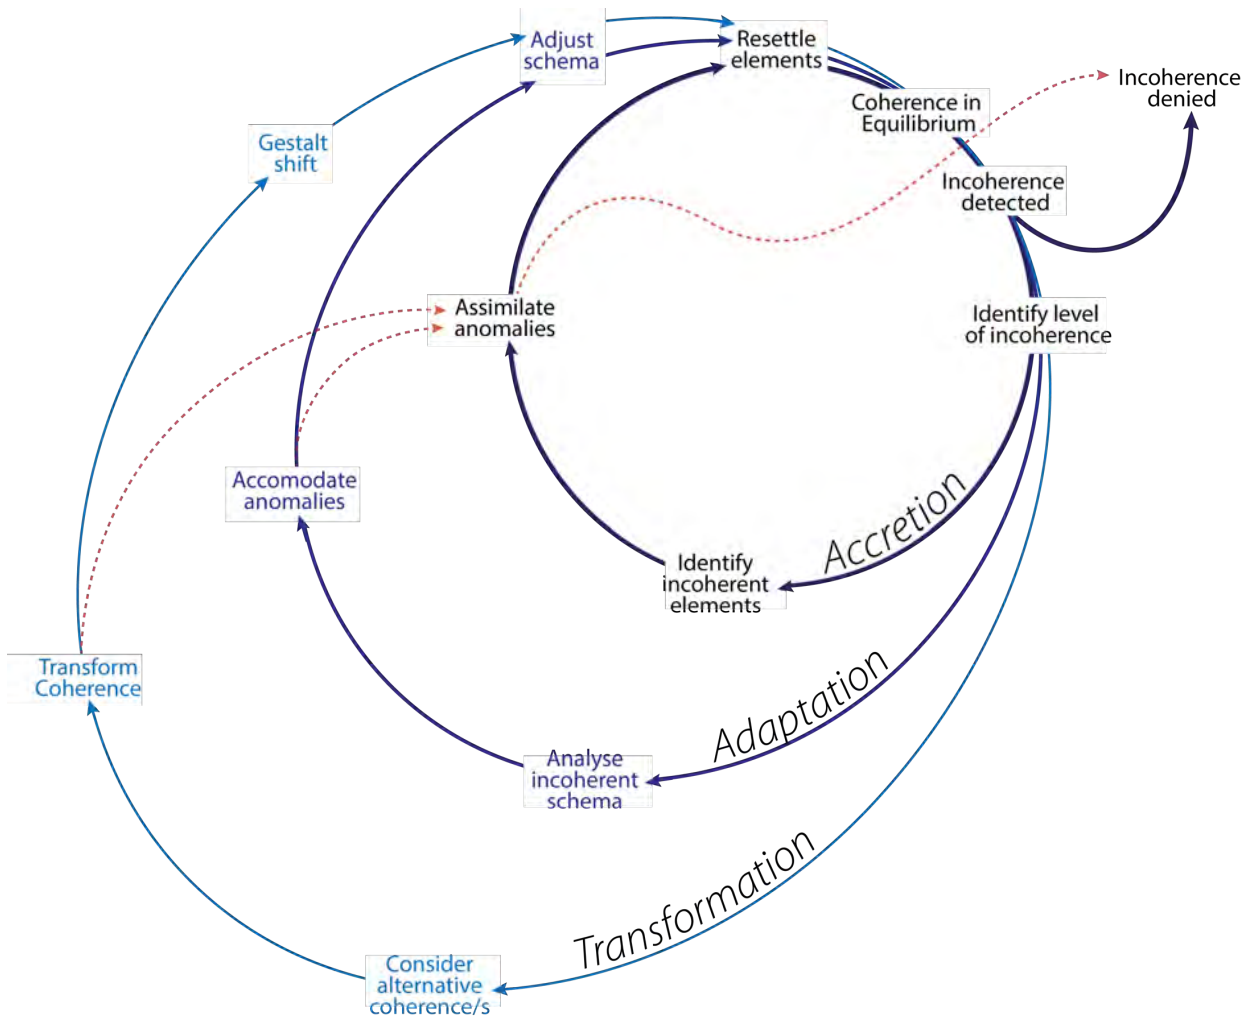 Adjust
schema
Resettle
elements
Incoherence
denied
Coherence in
Equilibrium
Gestalt
shift
Incoherence
detected
Assimilate
anomalies
Identify level
of incoherence
Accomodate
anomalies
Accretion
Identify
incoherent
elements
Transform
Coherence
Adaptation
Analyse
incoherent
schema
Transformation
Consider
alternative
coherence/s